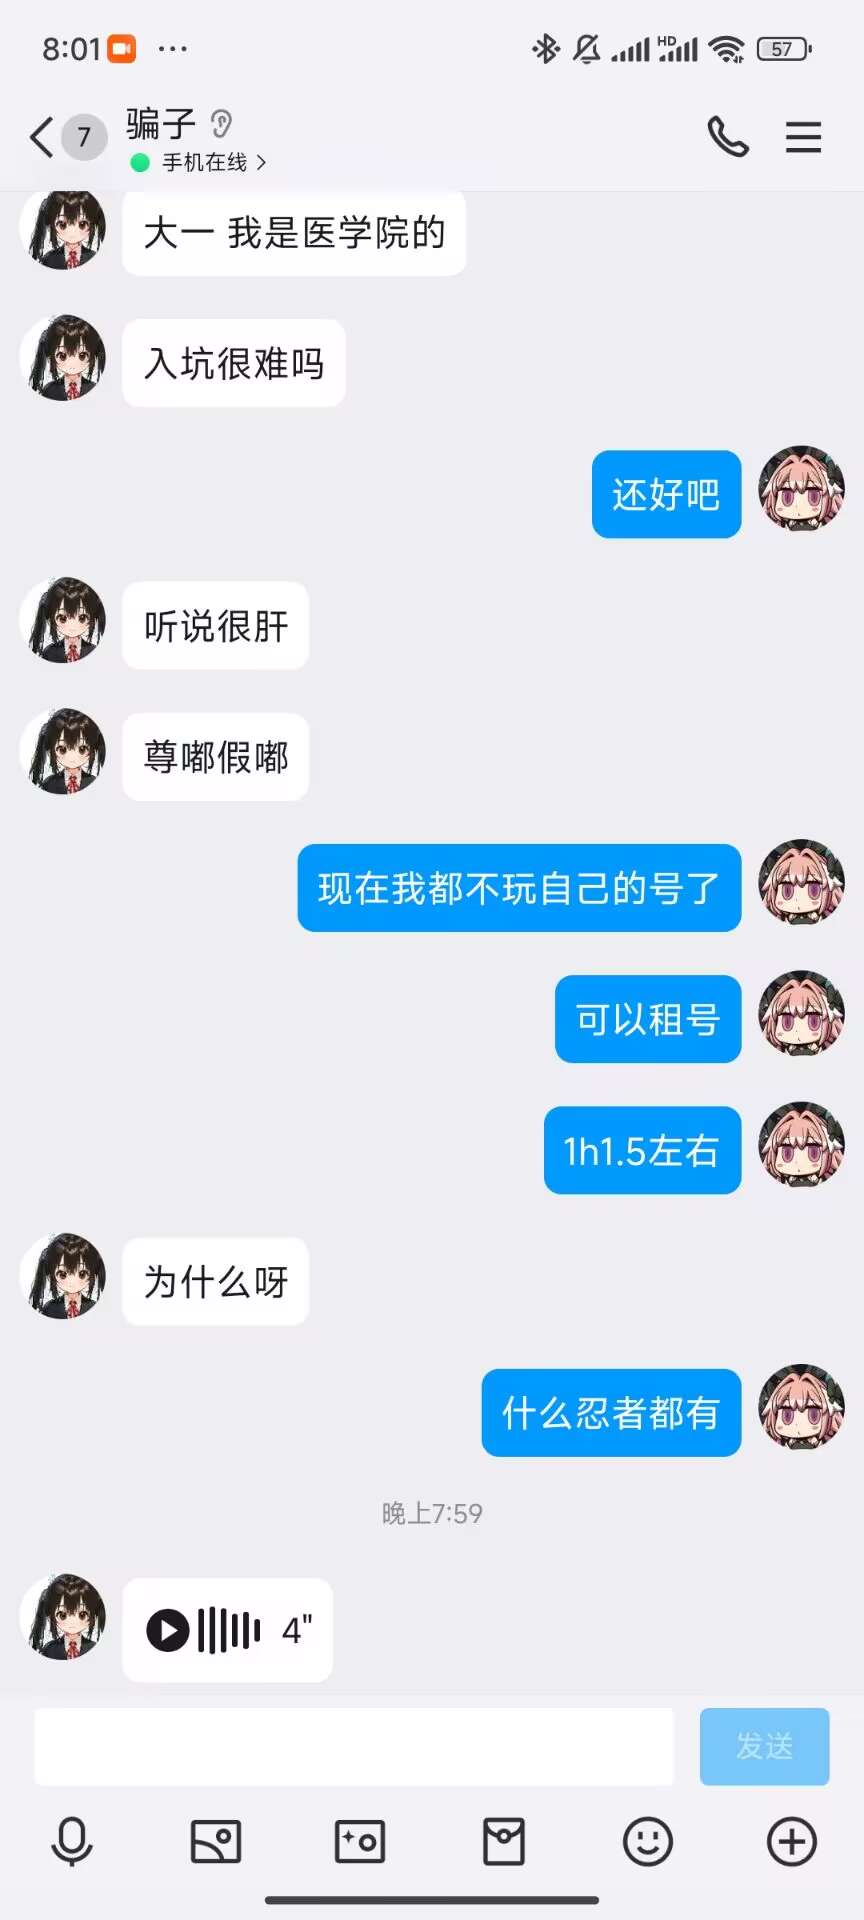 8:01
HD
57
7
骗子
手机在线
大一 我是医学院的
入坑很难吗
还好吧
听说很肝
尊嘟假嘟
现在我都不玩自己的号了
可以租号
1h1.5左右
为什么呀
什么忍者都有
晚上7:59
4"
发送